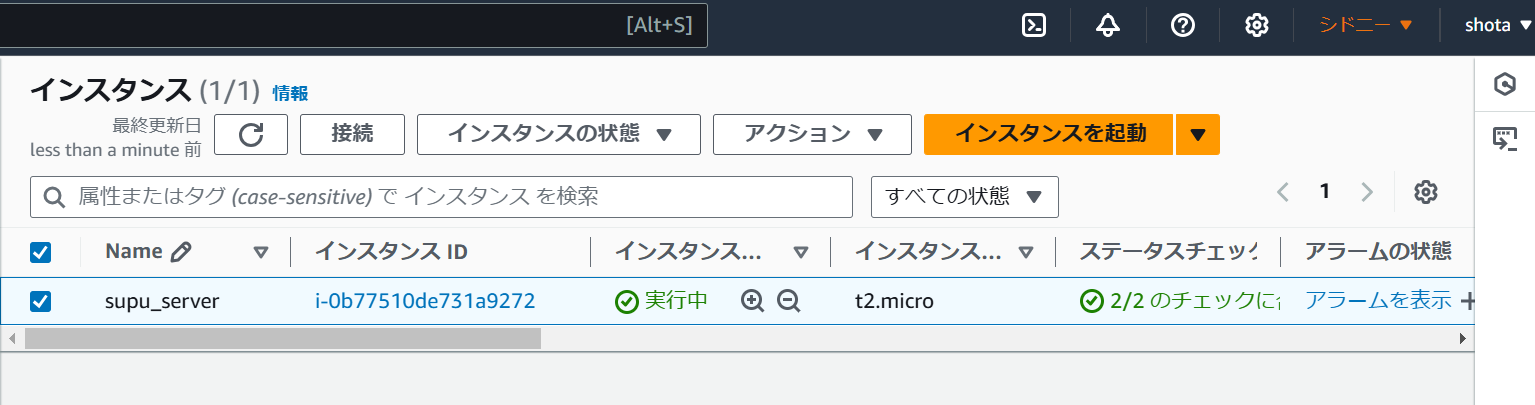 [Alt+S] シドニー shota
インスタンス (1/1) 情報
最終更新日
less than a minute 前
接続 インスタンスの状態 アクション インスタンスを起動
属性またはタグ (case-sensitive) で インスタンス を検索 すべての状態 1
Name インスタンス ID インスタンス... インスタンス... ステータスチェック アラームの状態
supu_server i-0b77510de731a9272 実行中 t2.micro 2/2 のチェックに アラームを表示